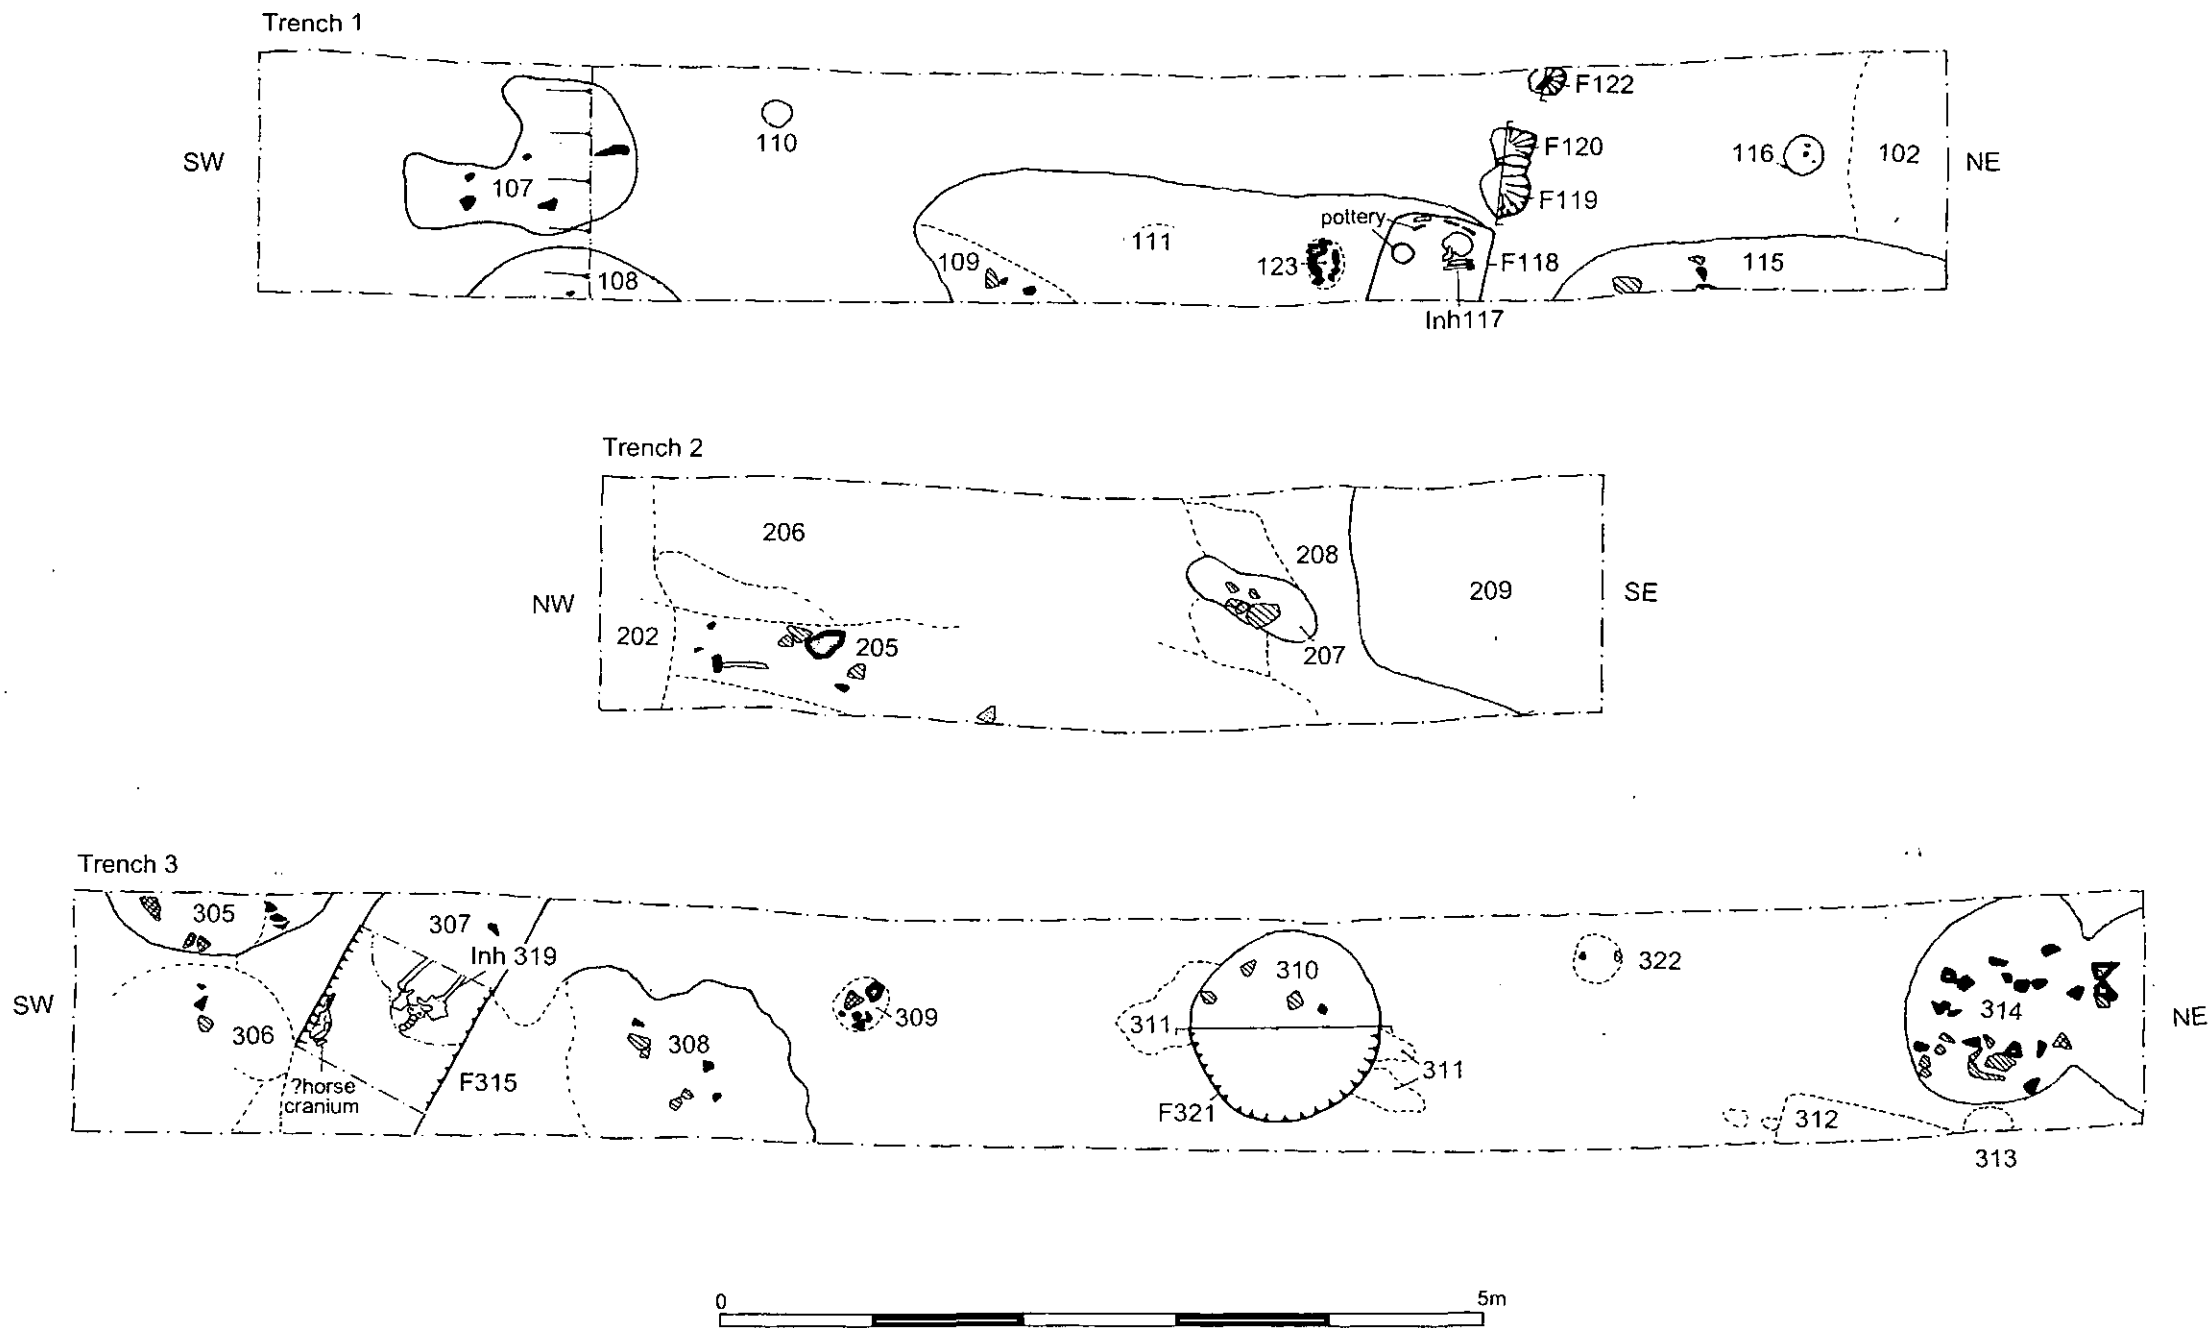 Trench 1
F122
110
F120
SW
107
116
102
NE
F119
pottery
111
109
123
F118
115
108
Inh117
Trench 2
206
208
209
NW
SE
202
205
207
Trench 3
305
307
Inh 319
310
322
SW
306
309
311
314
NE
308
311
?horse
cranium
F315
F321
312
313
0
5m